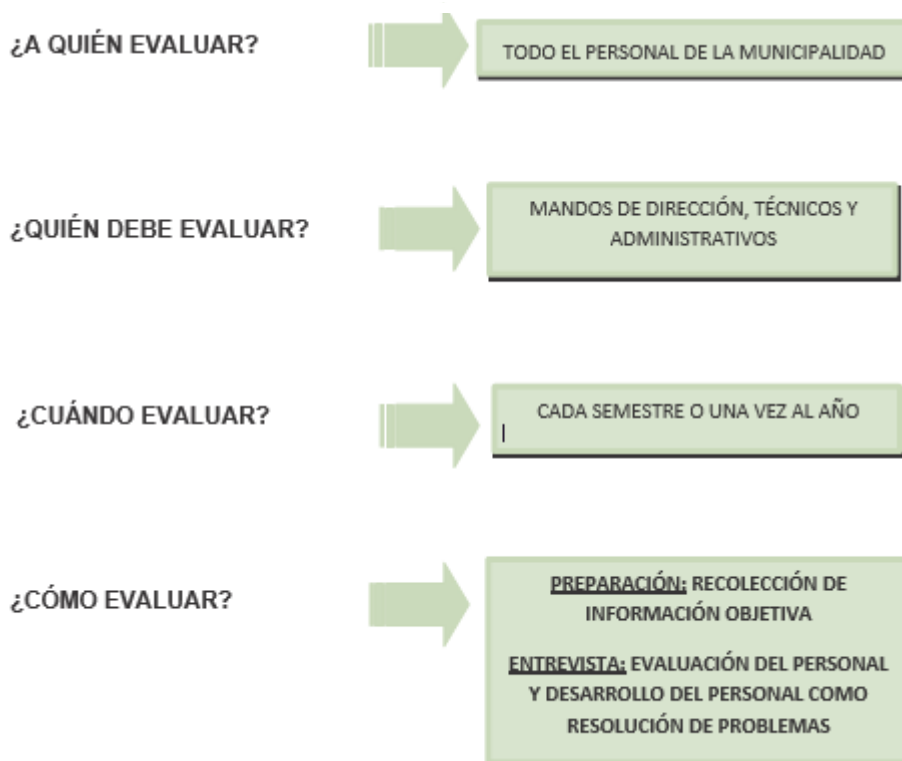 ¿A QUIÉN EVALUAR?
TODO EL PERSONAL DE LA MUNICIPALIDAD
¿QUIÉN DEBE EVALUAR?
MANDOS DE DIRECCIÓN, TÉCNICOS Y
ADMINISTRATIVOS
¿CUÁNDO EVALUAR?
CADA SEMESTRE O UNA VEZ AL AÑO
¿CÓMO EVALUAR?
PREPARACIÓN: RECOLECCIÓN DE
INFORMACIÓN OBJETIVA
ENTREVISTA: EVALUACIÓN DEL PERSONAL
Y DESARROLLO DEL PERSONAL COMO
RESOLUCIÓN DE PROBLEMAS